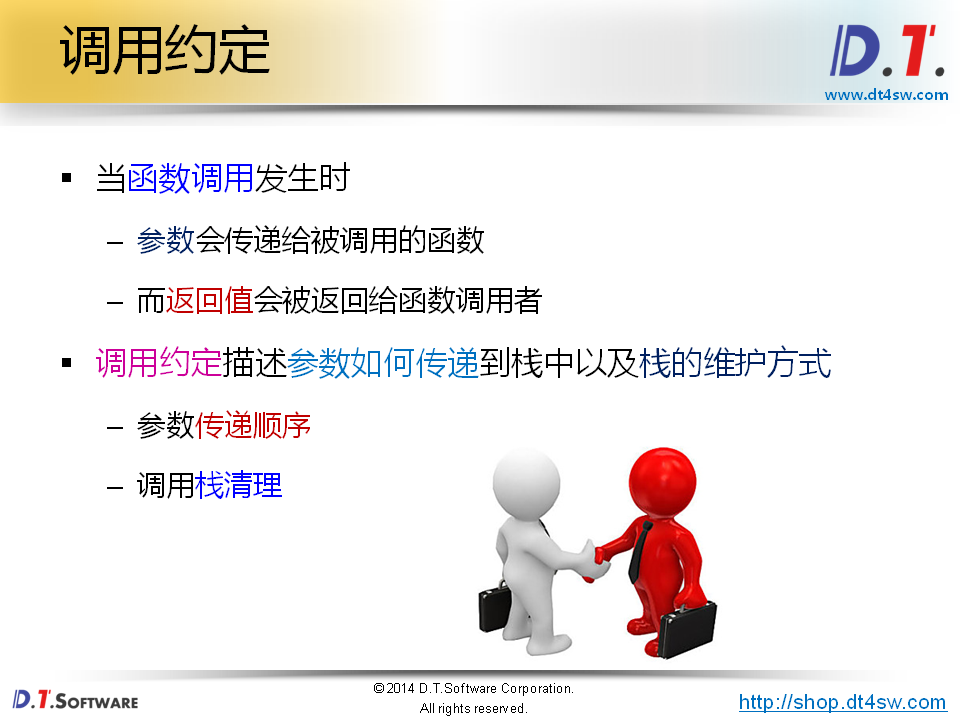 调用约定
D.T.
www.dt4sw.com
当函数调用发生时
– 参数会传递给被调用的函数
– 而返回值会被返回给函数调用者
调用约定描述参数如何传递到栈中以及栈的维护方式
– 参数传递顺序
– 调用栈清理
D.T.SOFTWARE
©2014 D.T.Software Corporation.
All rights reserved.
http://shop.dt4sw.com